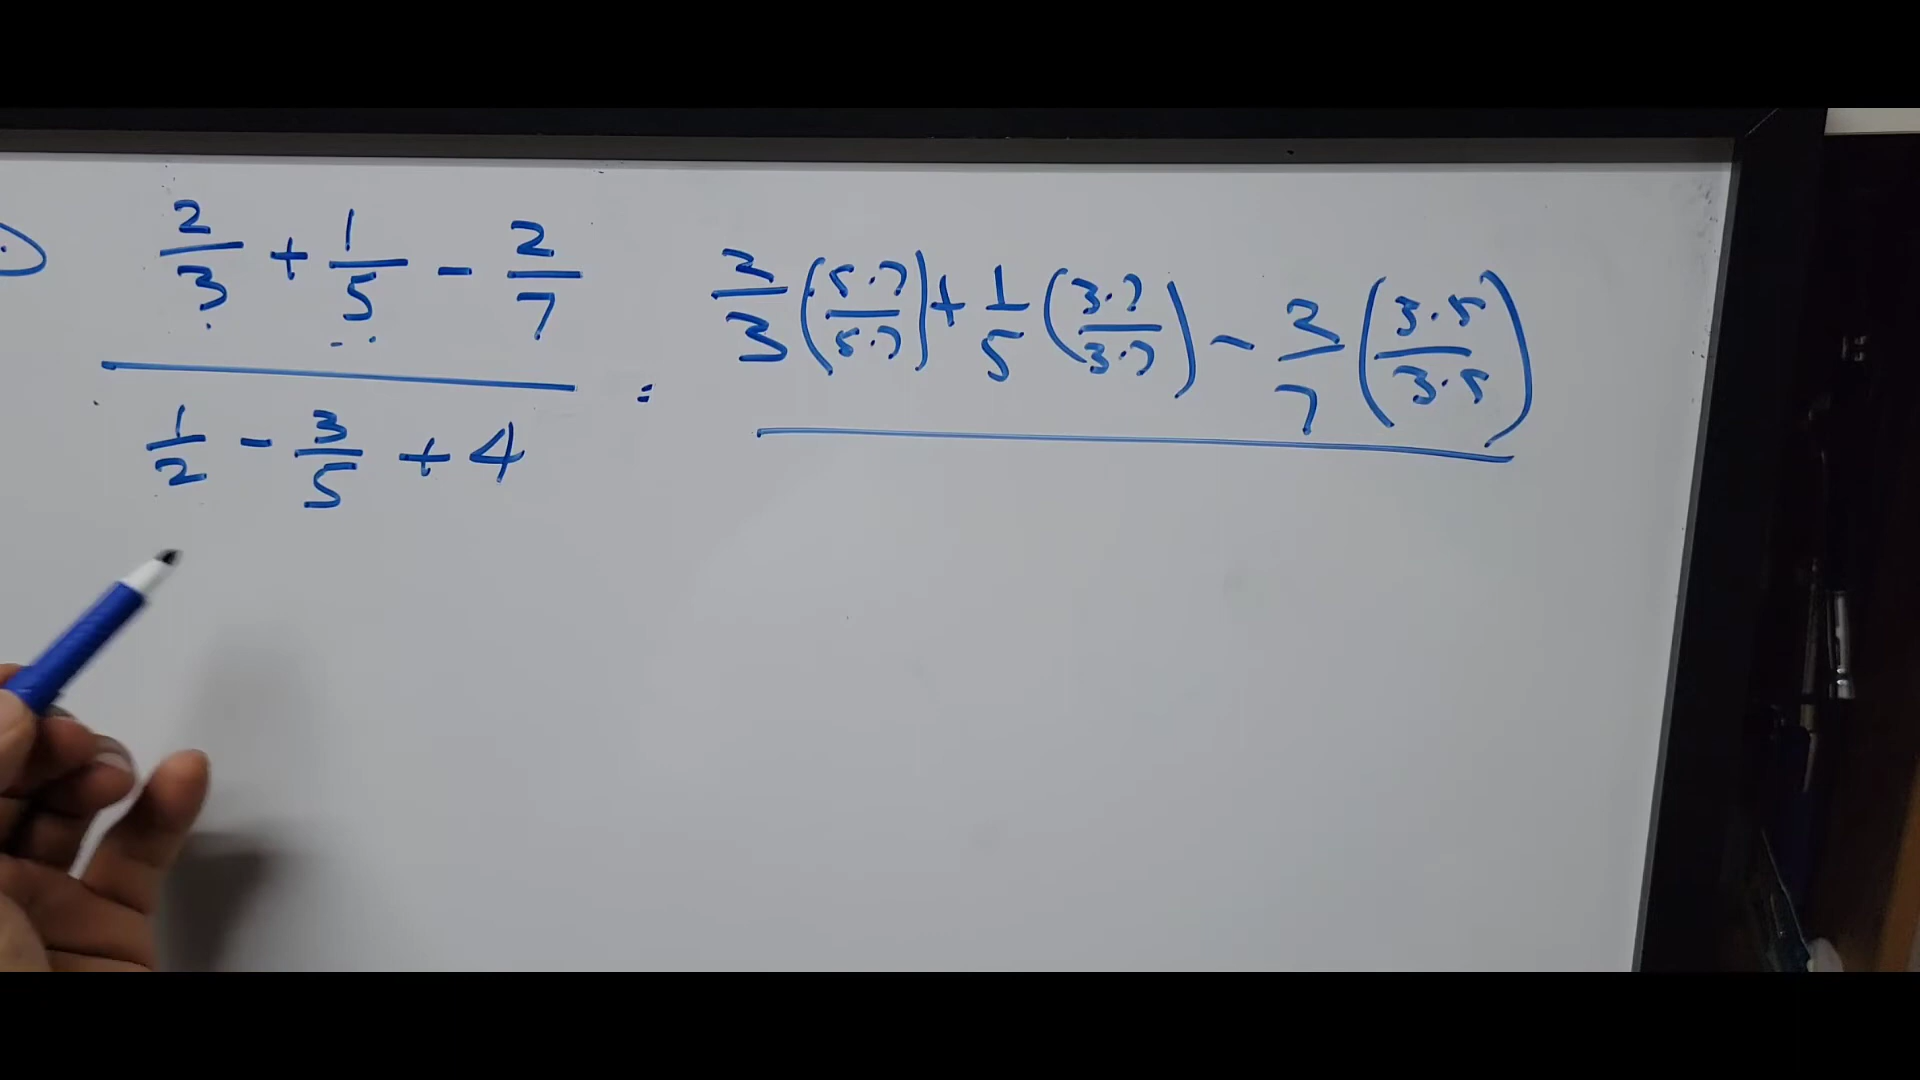 2/3 + 1/5 - 2/7
1/2 - 3/5 + 4
=
2/3 (5·7/5·7) + 1/5 (3·7/3·7) - 2/7 (3·5/3·5)